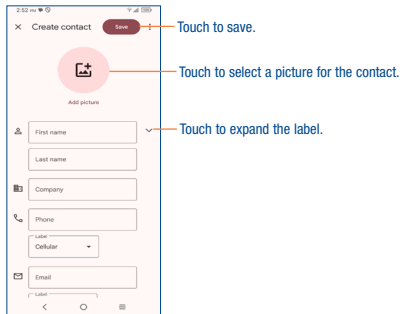 2:52 PM
Create contact
Save
Touch to save.
Touch to select a picture for the contact.
Add picture
First name
Touch to expand the label.
Last name
Company
Phone
Label
Cellular
Email
Label